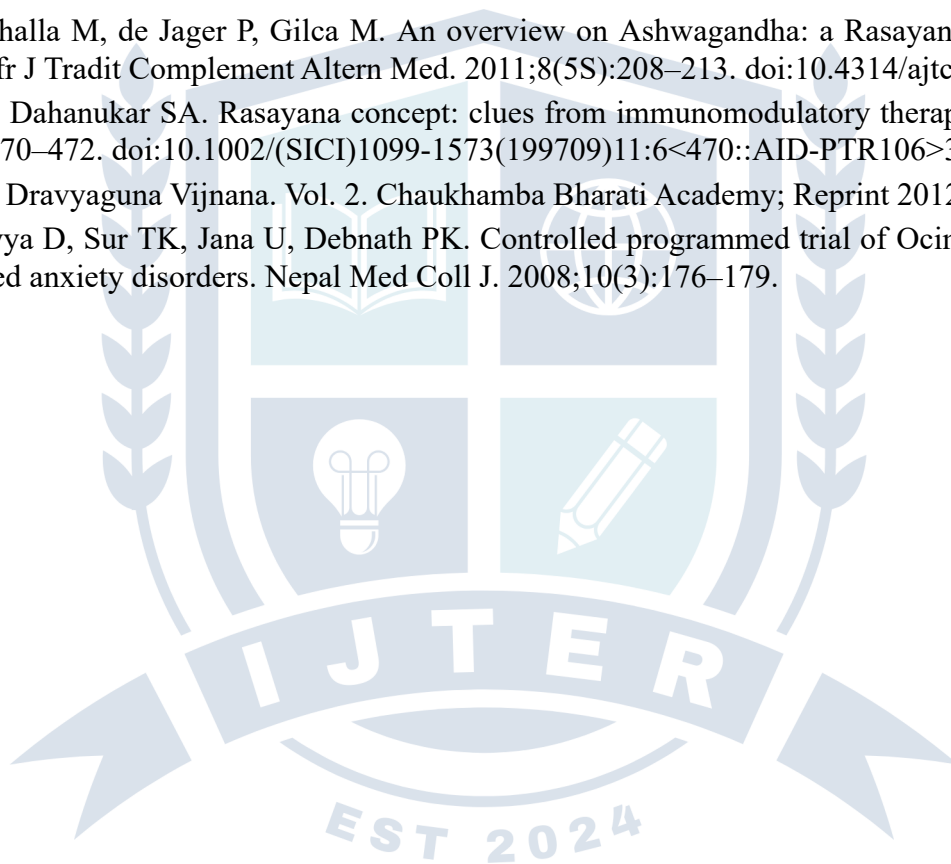 halla M, de Jager P, Gilca M. An overview on Ashwagandha: a Rasayan
fr J Tradit Complement Altern Med. 2011;8(5S):208–213. doi:10.4314/ajtc
Dahanukar SA. Rasayana concept: clues from immunomodulatory therap
70–472. doi:10.1002/(SICI)1099-1573(199709)11:6<470::AID-PTR106>3
Dravyaguna Vijnana. Vol. 2. Chaukhamba Bharati Academy; Reprint 2012
ya D, Sur TK, Jana U, Debnath PK. Controlled programmed trial of Ocim
ed anxiety disorders. Nepal Med Coll J. 2008;10(3):176–179.
IJTER
EST 2024